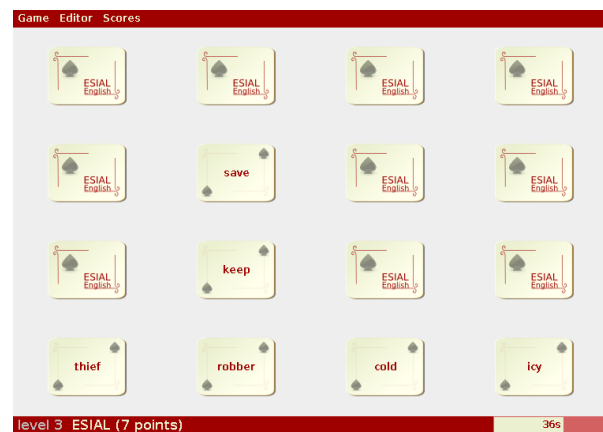 Game Editor Scores
ESIAL ESIAL ESIAL ESIAL
English English English English
ESIAL save ESIAL ESIAL
English English English
ESIAL keep ESIAL ESIAL
English English English
thief robber cold icy
level 3 ESIAL (7 points) 36s